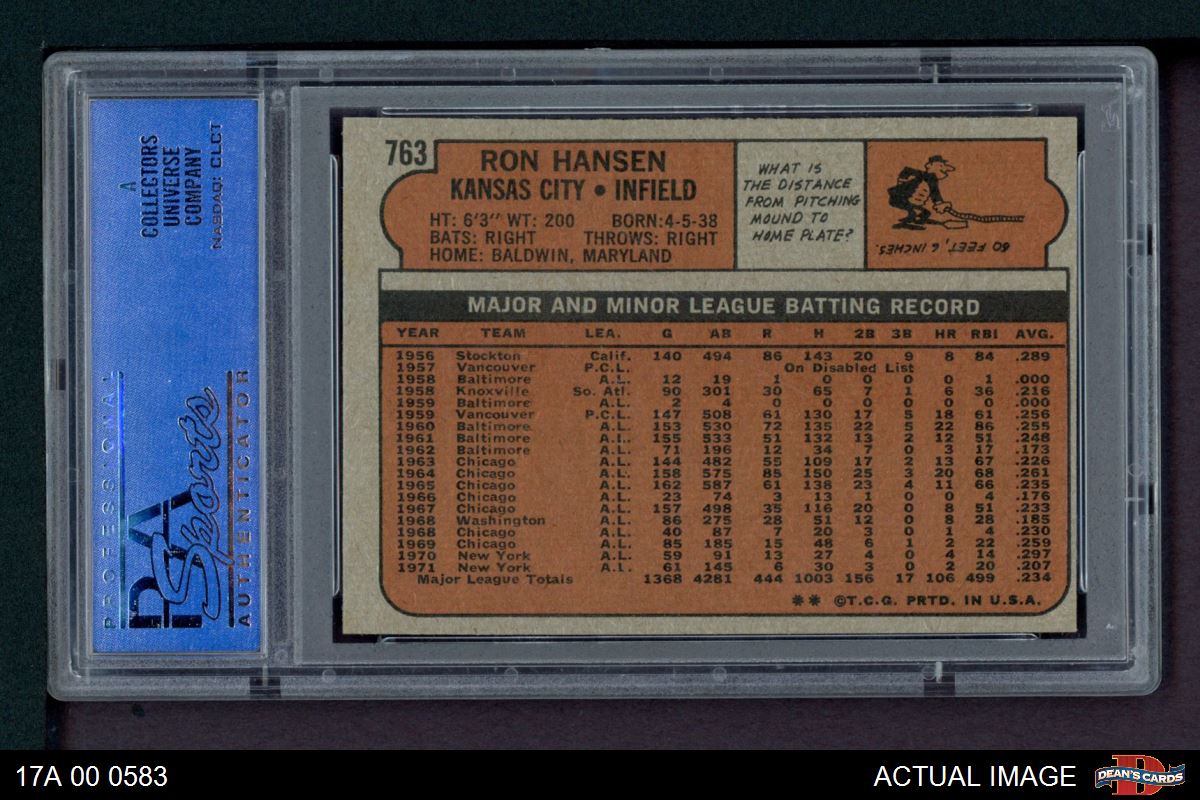 A
COLLECTORS
UNIVERSE
COMPANY
NASDAQ: CLCT
PROFESSIONAL
PSA
Sports
AUTHENTICATOR
763
RON HANSEN
KANSAS CITY • INFIELD
HT: 6'3" WT: 200 BORN:4-5-38
BATS: RIGHT THROWS: RIGHT
HOME: BALDWIN, MARYLAND
WHAT IS
THE DISTANCE
FROM PITCHING
MOUND TO
HOME PLATE?
60 FEET, 6 INCHES.
MAJOR AND MINOR LEAGUE BATTING RECORD
YEAR TEAM LEA. G AB R H 2B 3B HR RBI AVG.
1956 Stockton Calif. 140 494 86 143 20 9 8 84 .289
1957 Vancouver P.C.L. On Disabled List
1958 Baltimore A.L. 12 19 1 0 0 0 0 1 .000
1958 Knoxville So. Atl. 90 301 30 65 7 1 6 36 .216
1959 Baltimore A.L. 2 4 0 0 0 0 0 0 .000
1959 Vancouver P.C.L. 147 508 61 130 17 5 18 61 .256
1960 Baltimore A.L. 153 530 72 135 22 5 22 86 .255
1961 Baltimore A.L. 155 533 51 132 13 2 12 51 .248
1962 Baltimore A.L. 71 196 12 34 7 0 3 17 .173
1963 Chicago A.L. 144 482 55 109 17 2 13 67 .226
1964 Chicago A.L. 158 575 85 150 25 3 20 68 .261
1965 Chicago A.L. 162 587 61 138 23 4 11 66 .235
1966 Chicago A.L. 23 74 3 13 1 0 0 4 .176
1967 Chicago A.L. 157 498 35 116 20 0 8 51 .233
1968 Washington A.L. 86 275 28 51 12 0 8 28 .185
1968 Chicago A.L. 40 87 7 20 3 0 1 4 .230
1969 Chicago A.L. 85 185 15 48 6 1 2 22 .259
1970 New York A.L. 59 91 13 27 4 0 4 14 .297
1971 New York A.L. 61 145 6 30 3 0 2 20 .207
Major League Totals 1368 4281 444 1003 156 17 106 499 .234
** ©T.C.G. PRTD. IN U.S.A.
17A 00 0583
ACTUAL IMAGE
D
DEAN'S CARDS